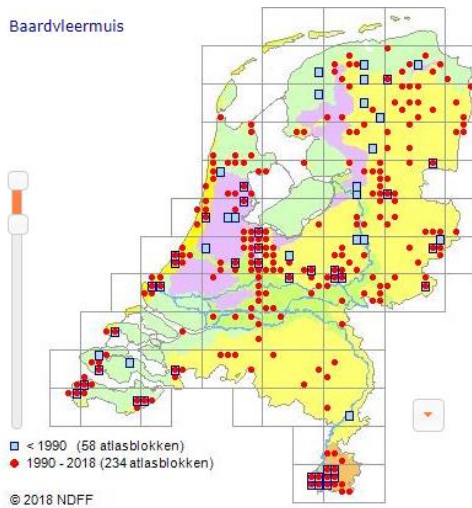 Baardvleermuis
< 1990 (58 atlasblokken)
1990 - 2018 (234 atlasblokken)
© 2018 NDFF